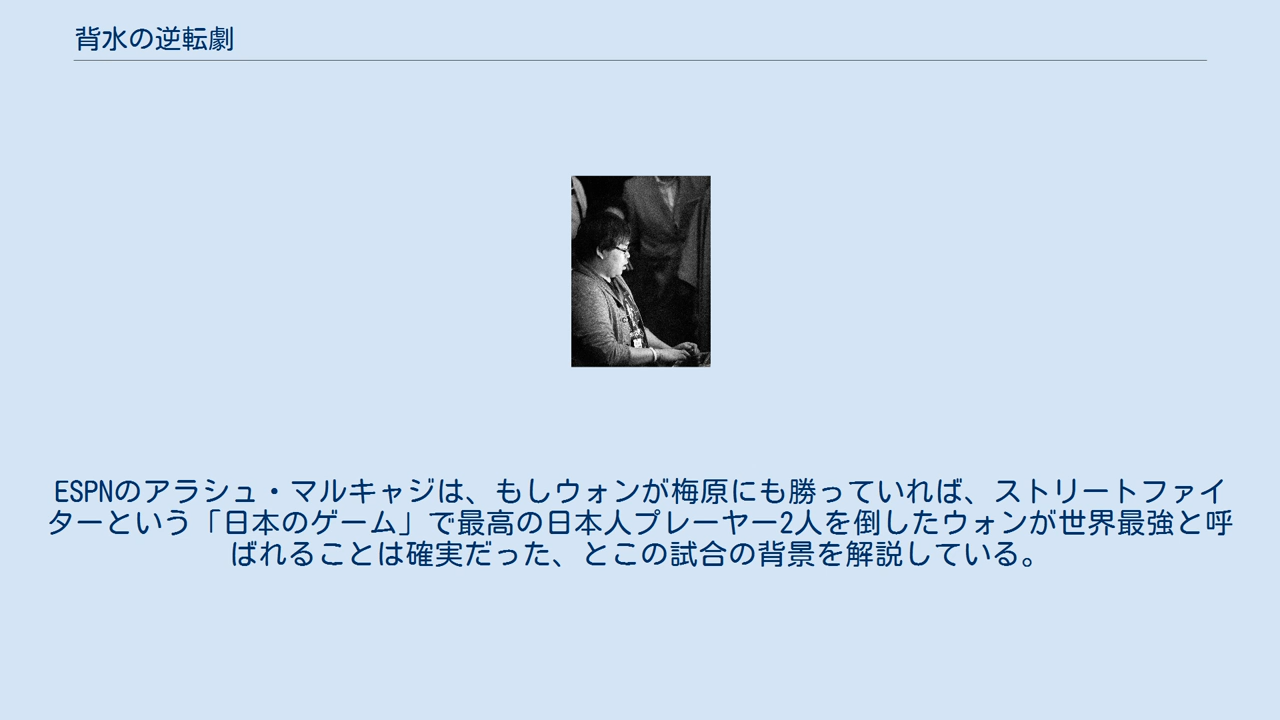 背水の逆転劇
ESPNのアラシュ・マルキャジは、もしウォンが梅原にも勝っていれば、ストリートファイ
ターという「日本のゲーム」で最高の日本人プレーヤー2人を倒したウォンが世界最強と呼
ばれることは確実だった、とこの試合の背景を解説している。